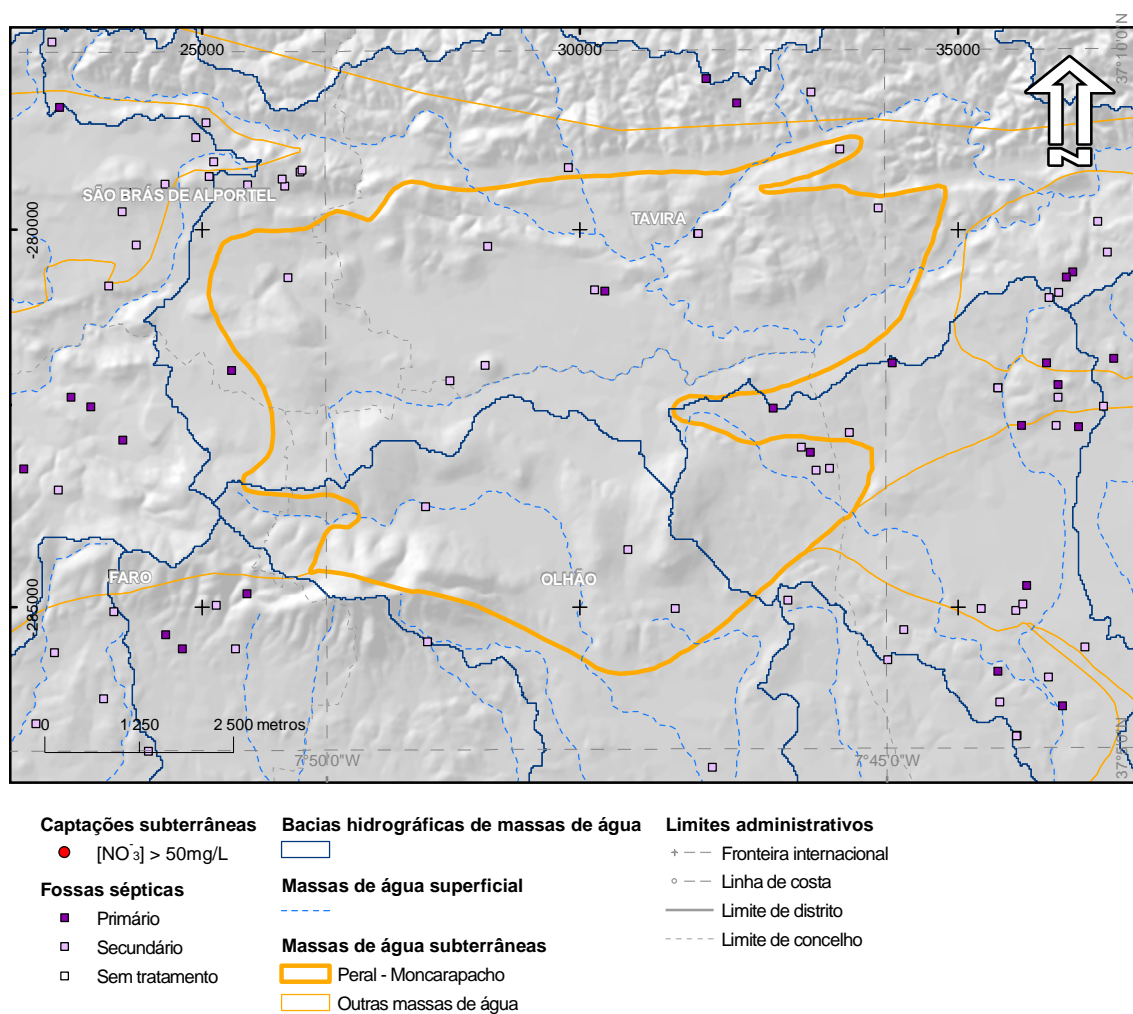 25000
30000
35000
37°10'0"N
N
SÃO BRÁS DE ALPORTEL
TAVIRA
-280000
FARO
OLHÃO
-285000
0 1 250 2 500 metros
7°50'0"W
7°45'0"W
37°5'0"N
Captações subterrâneas
[NO₃⁻] > 50mg/L
Fossas sépticas
Primário
Secundário
Sem tratamento
Bacias hidrográficas de massas de água
Massas de água superficial
Massas de água subterrâneas
Peral - Moncarapacho
Outras massas de água
Limites administrativos
Fronteira internacional
Linha de costa
Limite de distrito
Limite de concelho